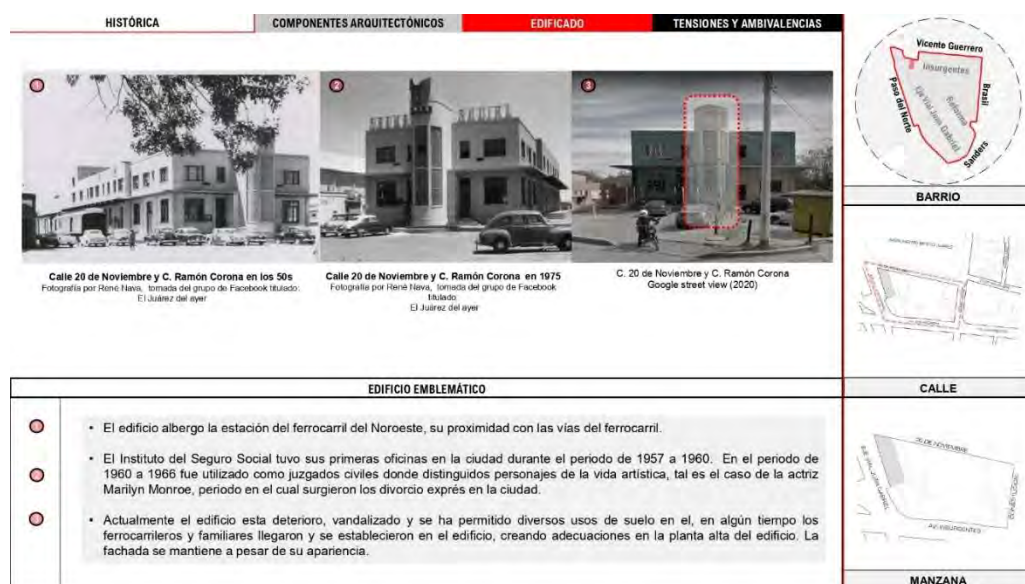 HISTÓRICA
COMPONENTES ARQUITECTÓNICOS
EDIFICADO
TENSIONES Y AMBIVALENCIAS
1
2
3
Calle 20 de Noviembre y C. Ramón Corona en los 50s
Fotografía por René Nava, tomada del grupo de Facebook titulado:
El Juárez del ayer
Calle 20 de Noviembre y C. Ramón Corona en 1975
Fotografía por René Nava, tomada del grupo de Facebook
titulado:
El Juárez del ayer
C. 20 de Noviembre y C. Ramón Corona
Google street view (2020)
EDIFICIO EMBLEMÁTICO
• El edificio albergo la estación del ferrocarril del Noroeste, su proximidad con las vías del ferrocarril.
• El Instituto del Seguro Social tuvo sus primeras oficinas en la ciudad durante el periodo de 1957 a 1960. En el periodo de
1960 a 1966 fue utilizado como juzgados civiles donde distinguidos personajes de la vida artística, tal es el caso de la actriz
Marilyn Monroe, periodo en el cual surgieron los divorcio exprés en la ciudad.
• Actualmente el edificio esta deterioro, vandalizado y se ha permitido diversos usos de suelo en el, en algún tiempo los
ferrocarrileros y familiares llegaron y se establecieron en el edificio, creando adecuaciones en la planta alta del edificio. La
fachada se mantiene a pesar de su apariencia.
Vicente Guerrero
Insurgentes
Brasil
Paso del Norte
Eje Vial Juan Gabriel
Reforma
Sanders
BARRIO
CALLE
20 DE NOVIEMBRE
AV. INSURGENTES
MANZANA